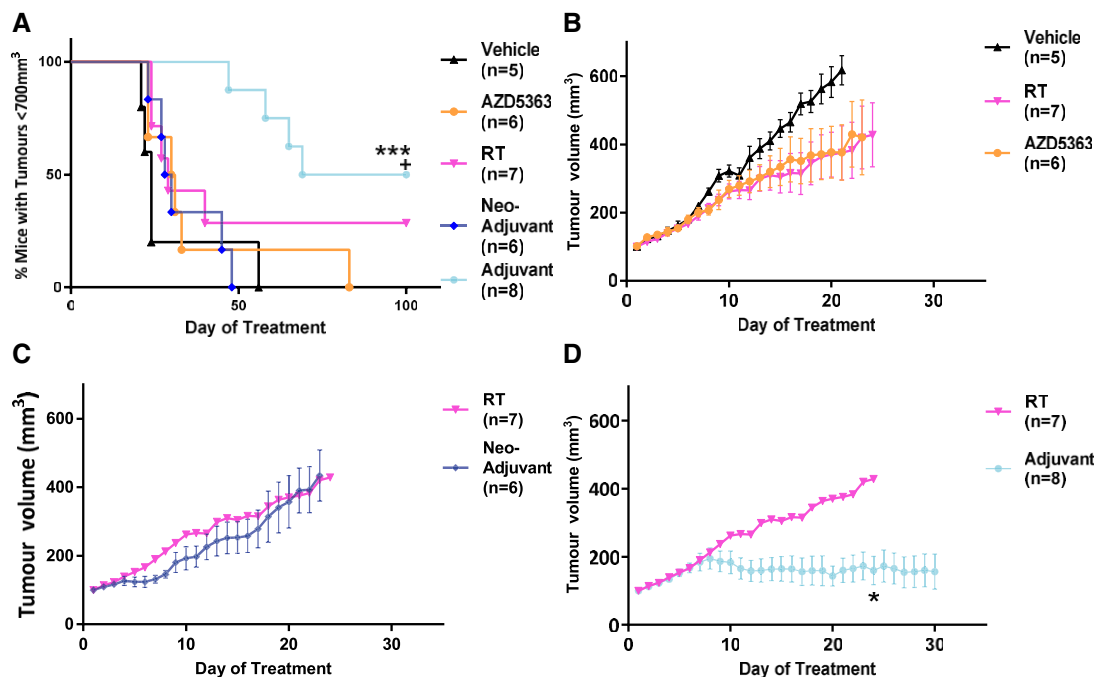 A
% Mice with Tumours <700mm³
100
50
0
0
50
100
Day of Treatment
***
+
Vehicle
(n=5)
AZD5363
(n=6)
RT
(n=7)
Neo-
Adjuvant
(n=6)
Adjuvant
(n=8)
B
Tumour volume (mm³)
600
400
200
0
0
10
20
30
Day of Treatment
Vehicle
(n=5)
RT
(n=7)
AZD5363
(n=6)
C
Tumour volume (mm³)
600
400
200
0
0
10
20
30
Day of Treatment
RT
(n=7)
Neo-
Adjuvant
(n=6)
D
Tumour volume (mm³)
600
400
200
0
0
10
20
30
Day of Treatment
*
RT
(n=7)
Adjuvant
(n=8)